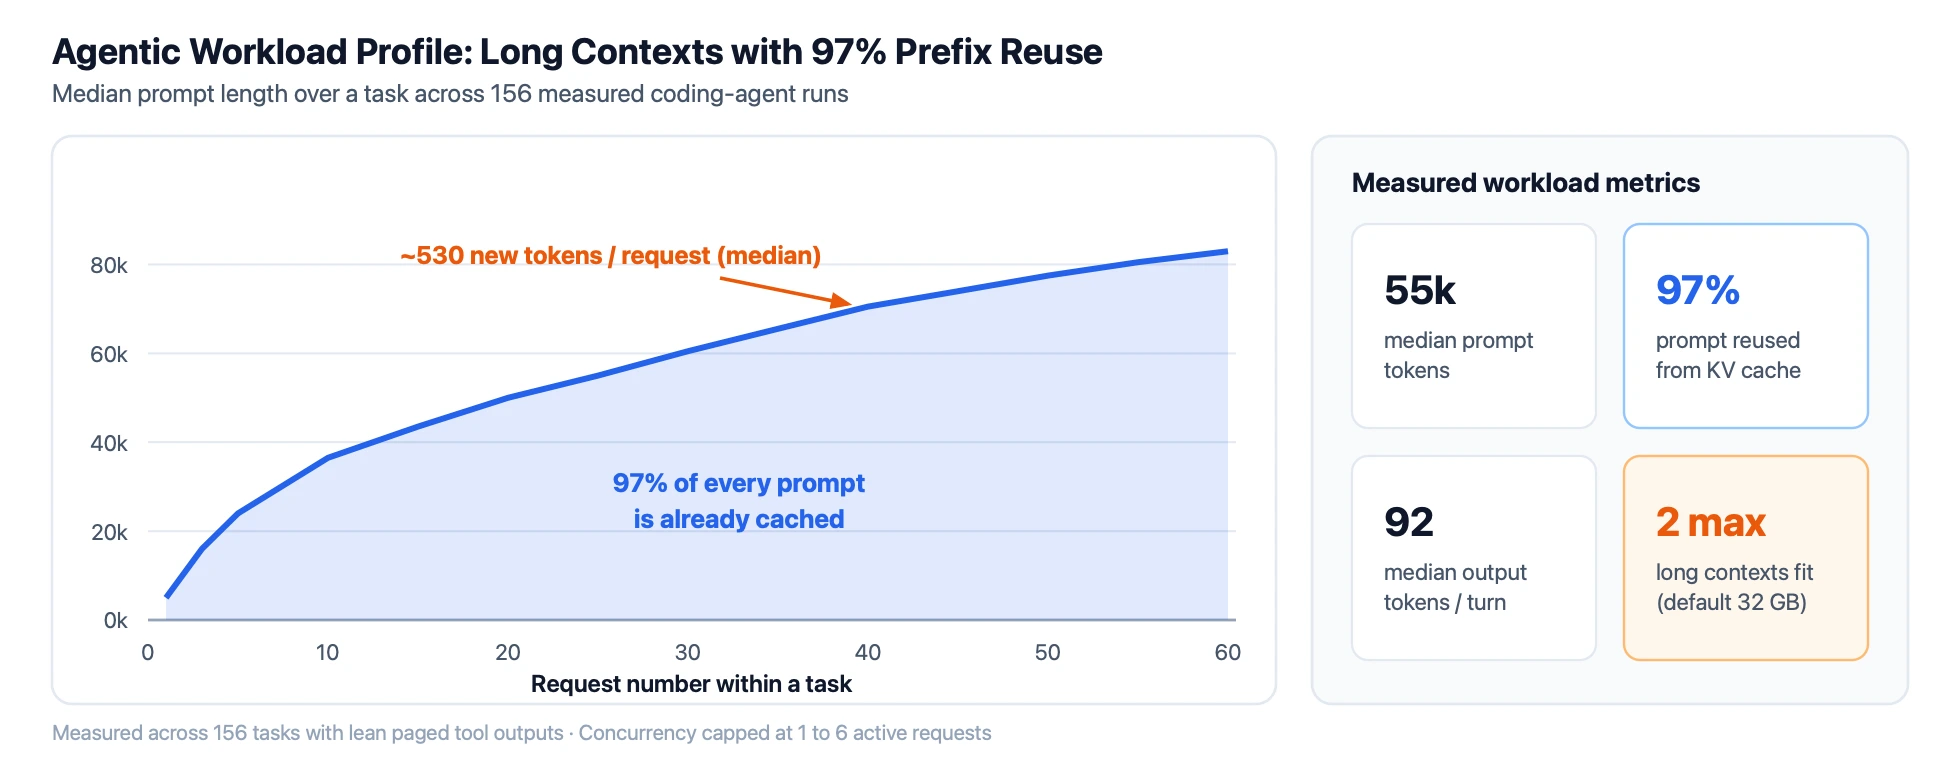 Agentic Workload Profile: Long Contexts with 97% Prefix Reuse
Median prompt length over a task across 156 measured coding-agent runs
80k
60k
40k
20k
0k
~530 new tokens / request (median)
97% of every prompt
is already cached
0 10 20 30 40 50 60
Request number within a task
Measured workload metrics
55k
median prompt
tokens
97%
prompt reused
from KV cache
92
median output
tokens / turn
2 max
long contexts fit
(default 32 GB)
Measured across 156 tasks with lean paged tool outputs · Concurrency capped at 1 to 6 active requests